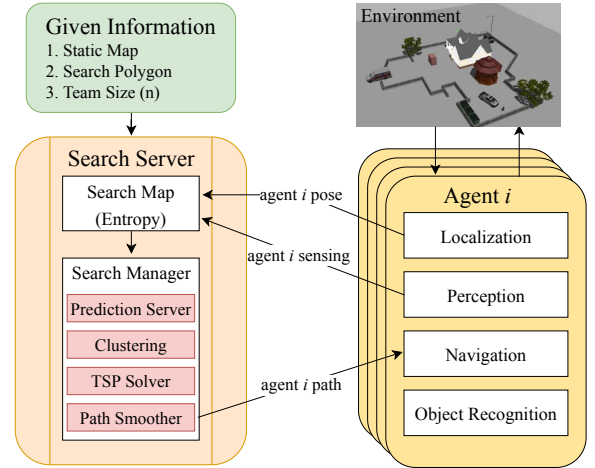 Given Information
1. Static Map
2. Search Polygon
3. Team Size (n)
Environment
Search Server
Search Map
(Entropy)
Search Manager
Prediction Server
Clustering
TSP Solver
Path Smoother
agent i pose
agent i sensing
agent i path
Agent i
Localization
Perception
Navigation
Object Recognition